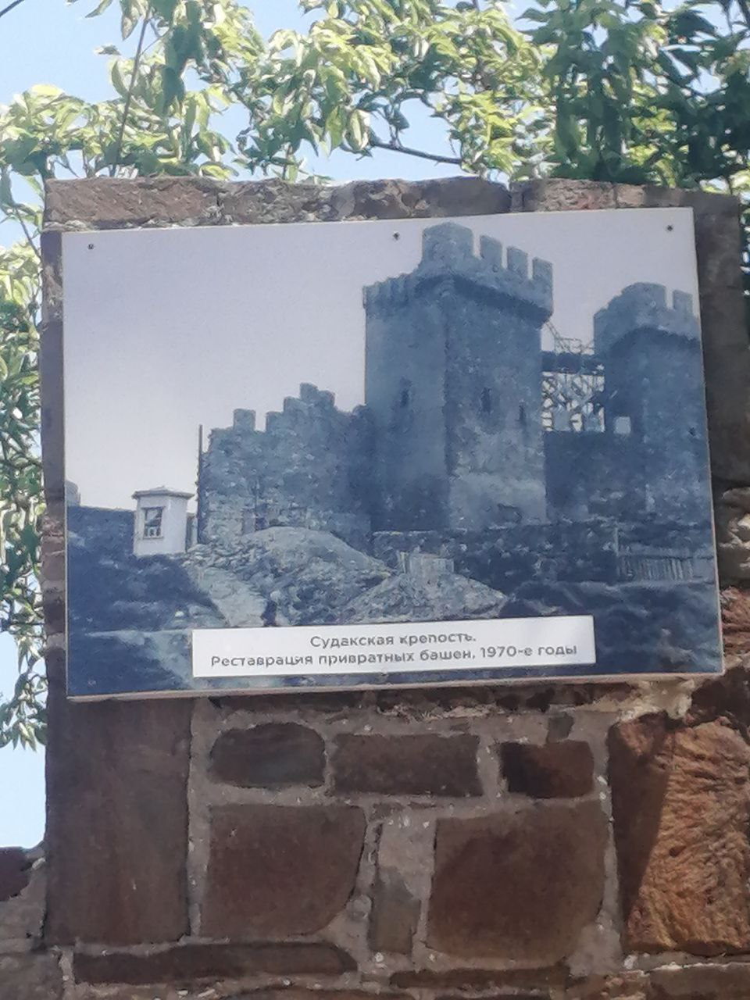 Судакская крепость.
Реставрация привратных башен, 1970-е годы